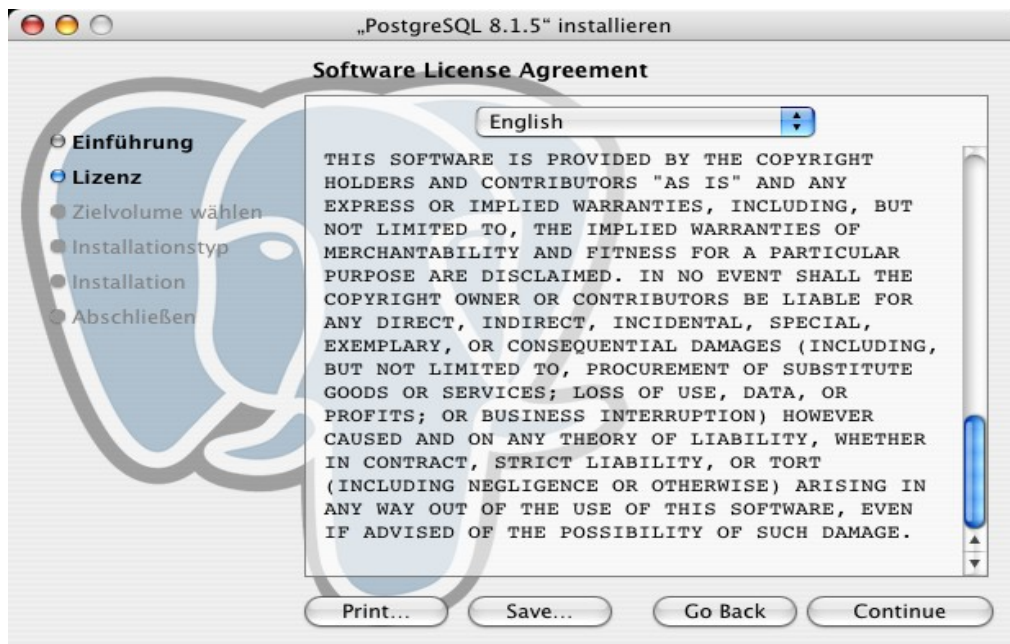 „PostgreSQL 8.1.5“ installieren
Software License Agreement
Einführung
Lizenz
Zielvolume wählen
Installationstyp
Installation
Abschließen
English
THIS SOFTWARE IS PROVIDED BY THE COPYRIGHT
HOLDERS AND CONTRIBUTORS "AS IS" AND ANY
EXPRESS OR IMPLIED WARRANTIES, INCLUDING, BUT
NOT LIMITED TO, THE IMPLIED WARRANTIES OF
MERCHANTABILITY AND FITNESS FOR A PARTICULAR
PURPOSE ARE DISCLAIMED. IN NO EVENT SHALL THE
COPYRIGHT OWNER OR CONTRIBUTORS BE LIABLE FOR
ANY DIRECT, INDIRECT, INCIDENTAL, SPECIAL,
EXEMPLARY, OR CONSEQUENTIAL DAMAGES (INCLUDING,
BUT NOT LIMITED TO, PROCUREMENT OF SUBSTITUTE
GOODS OR SERVICES; LOSS OF USE, DATA, OR
PROFITS; OR BUSINESS INTERRUPTION) HOWEVER
CAUSED AND ON ANY THEORY OF LIABILITY, WHETHER
IN CONTRACT, STRICT LIABILITY, OR TORT
(INCLUDING NEGLIGENCE OR OTHERWISE) ARISING IN
ANY WAY OUT OF THE USE OF THIS SOFTWARE, EVEN
IF ADVISED OF THE POSSIBILITY OF SUCH DAMAGE.
Print... Save... Go Back Continue